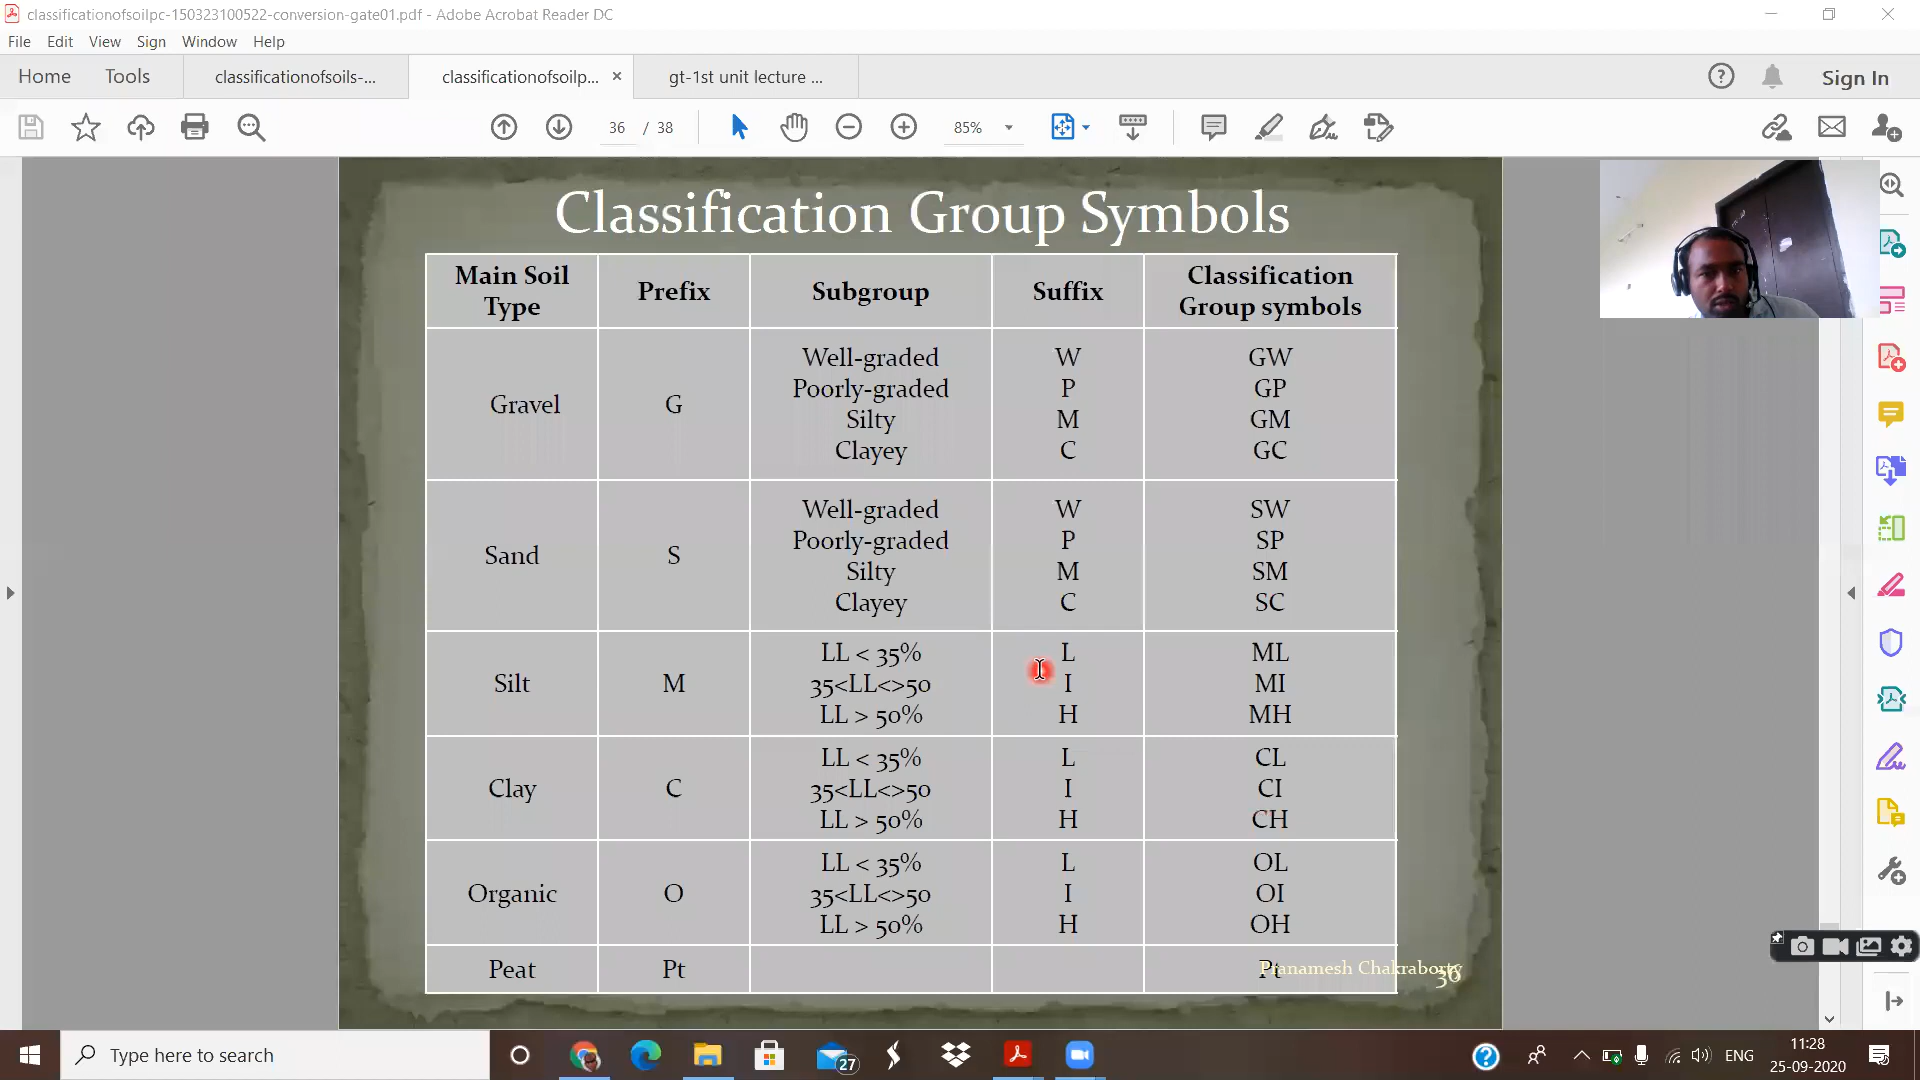 classificationofsoilpc-150323100522-conversion-gate01.pdf - Adobe Acrobat Reader DC
File Edit View Sign Window Help
Home Tools classificationofsoils-... classificationofsoilp... × gt-1st unit lecture ... Sign In
36 / 38 85%
Classification Group Symbols
Main Soil Type Prefix Subgroup Suffix Classification Group symbols
Gravel G
Well-graded W GW
Poorly-graded P GP
Silty M GM
Clayey C GC
Sand S
Well-graded W SW
Poorly-graded P SP
Silty M SM
Clayey C SC
Silt M
LL < 35% L ML
35<LL<>50 I MI
LL > 50% H MH
Clay C
LL < 35% L CL
35<LL<>50 I CI
LL > 50% H CH
Organic O
LL < 35% L OL
35<LL<>50 I OI
LL > 50% H OH
Peat Pt Pt
Pranamesh Chakraborty 36
Type here to search
27
ENG
11:28
25-09-2020